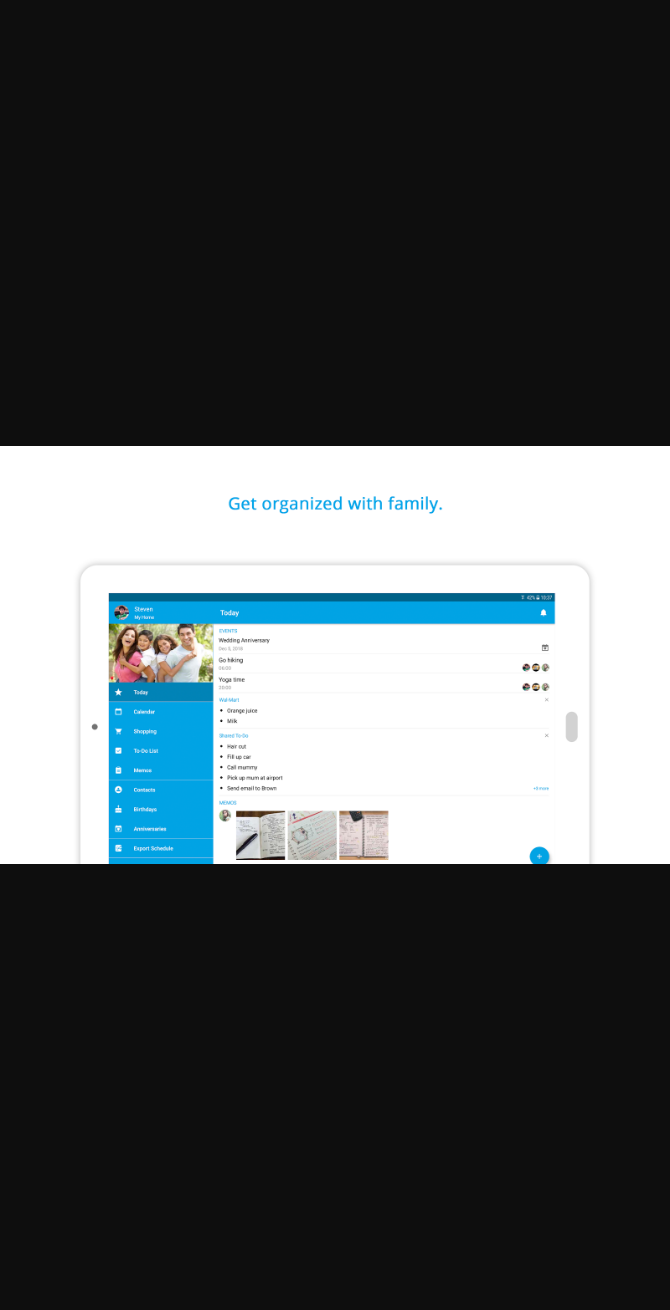 Get organized with family.
42% 10:37
Steven
My Home
Today
Today
Calendar
Shopping
To-Do List
Memos
Contacts
Birthdays
Anniversaries
Export Schedule
EVENTS
Wedding Anniversary
Dec 5, 2018
Go hiking
06:00
Yoga time
20:00
Wal-Mart
Orange juice
Milk
Shared To-Do
Hair cut
Fill up car
Call mummy
Pick up mum at airport
Send email to Brown
+3 more
MEMOS